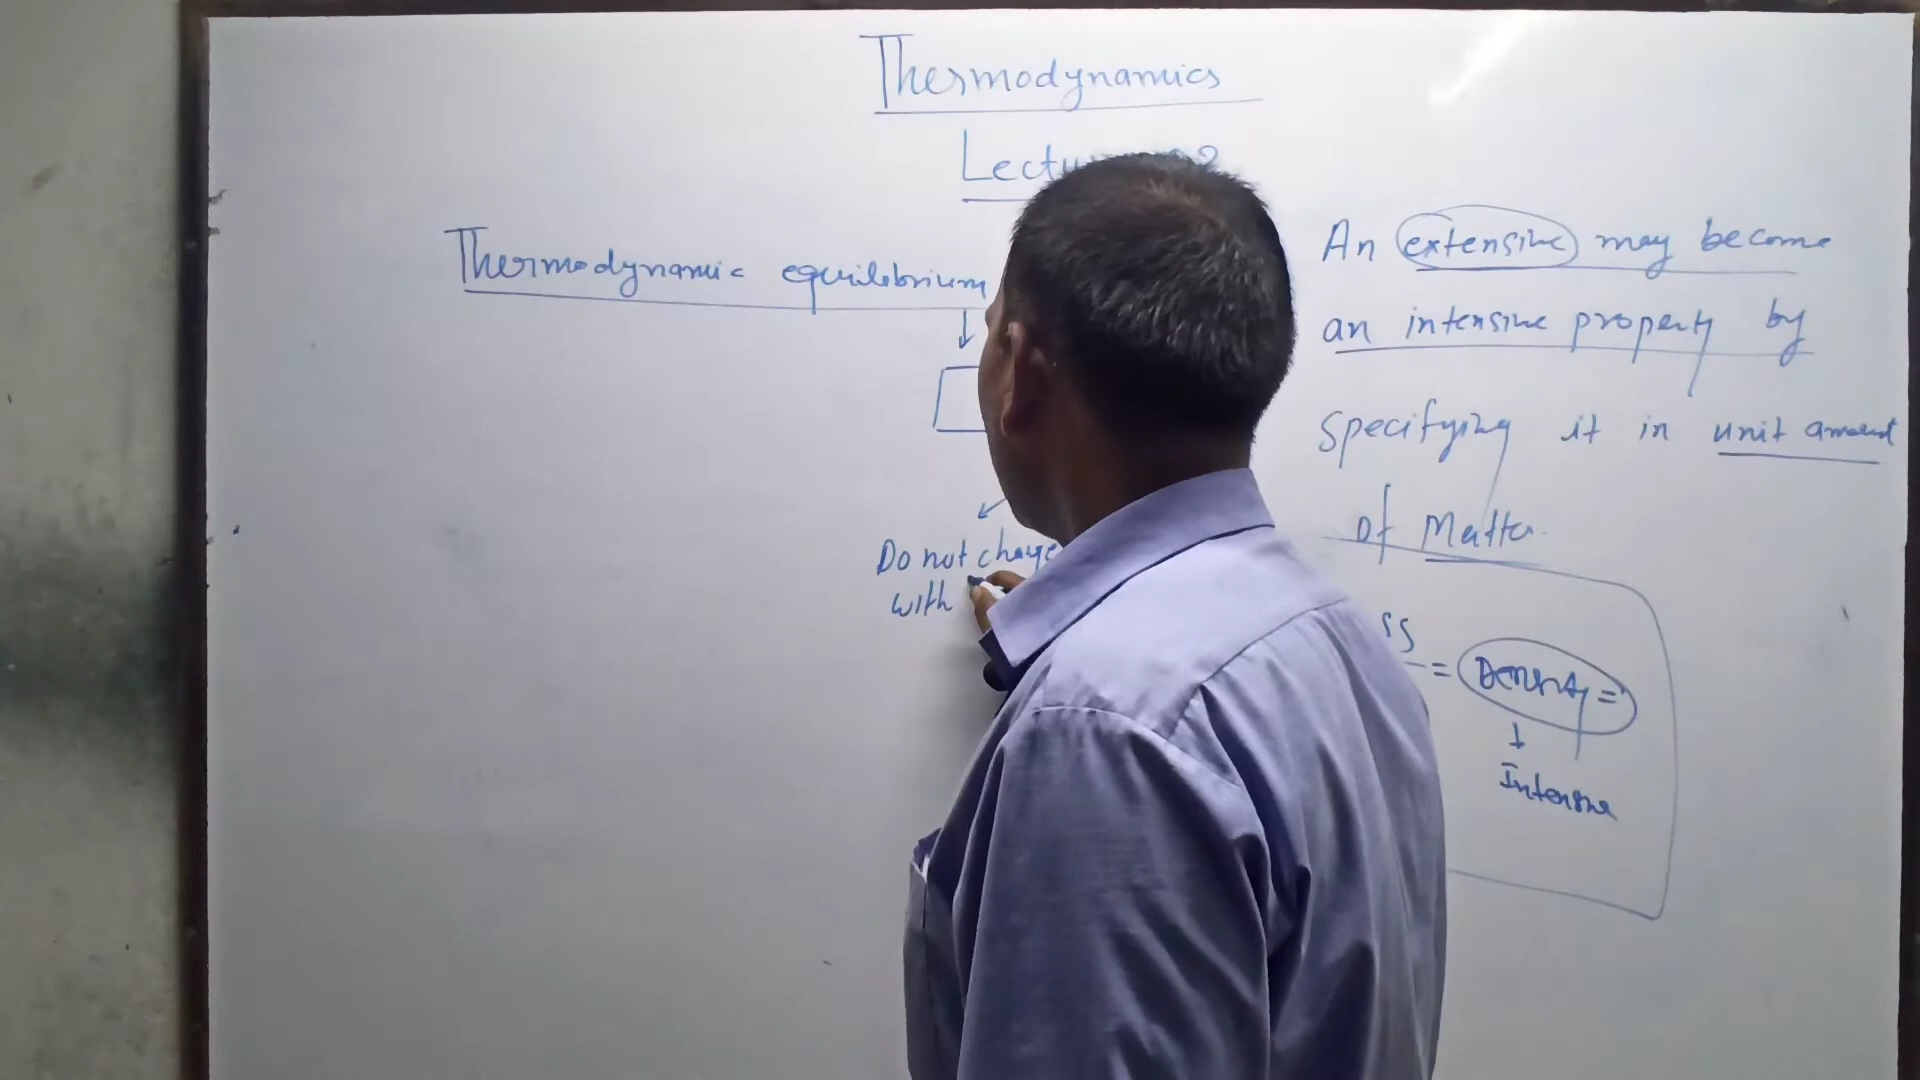 Thermodynamics
Thermodynamic equilibrium
Do not change
with
An extensive may become
an intensive property by
specifying it in unit amount
of Matter
= Density =
Intensive